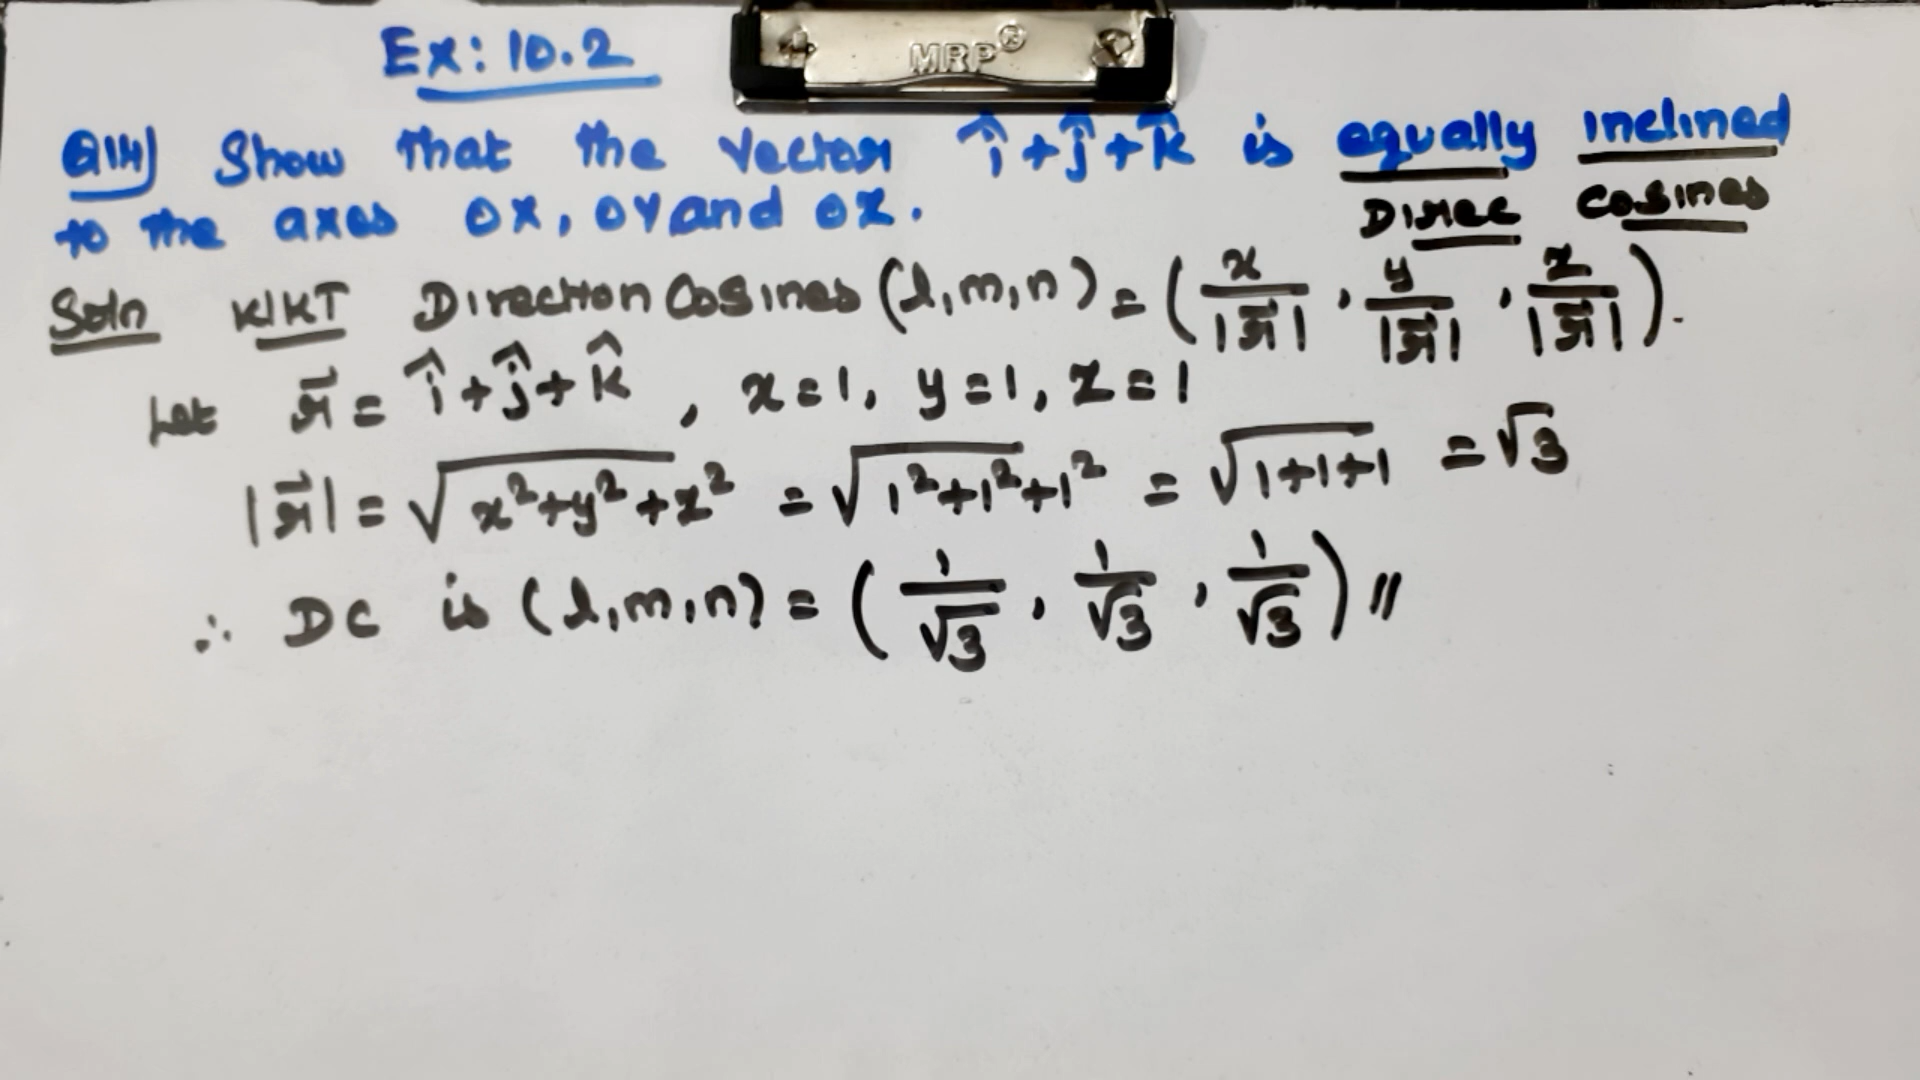 Ex: 10.2
MRP®
Q14) Show that the vector î+ĵ+k̂ is equally inclined
to the axes OX, OY and OZ.
Direc cosines
Soln WKT Direction Cosines (l, m, n) = (x/|r⃗|, y/|r⃗|, z/|r⃗|).
Let r⃗ = î+ĵ+k̂, x=1, y=1, z=1
|r⃗| = √(x²+y²+z²) = √(1²+1²+1²) = √(1+1+1) = √3
∴ DC is (l, m, n) = (1/√3, 1/√3, 1/√3) //